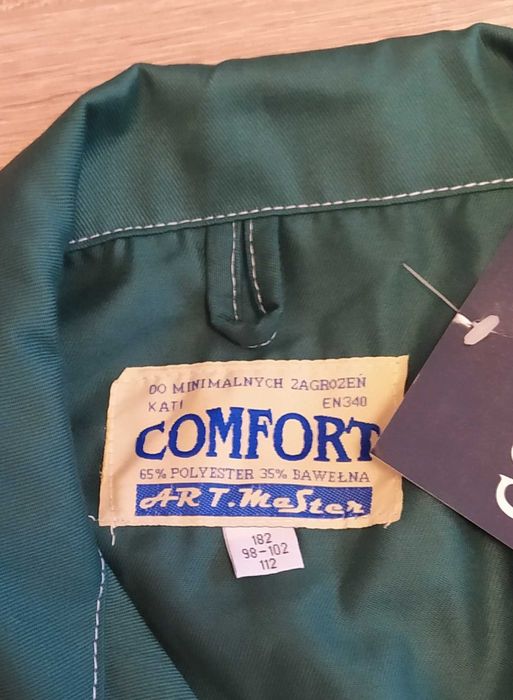 DO MINIMALNYCH ZAGROŻEŃ
KAT I EN340
COMFORT
65% POLYESTER 35% BAWEŁNA
ART.MaSter
182
98-102
112